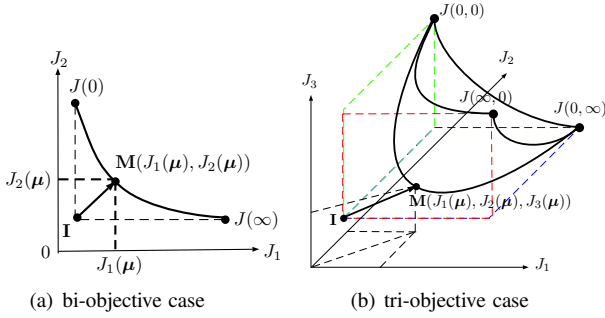 J₂
J(0)
M(J₁(μ), J₂(μ))
J₂(μ)
I
J(∞)
0
J₁(μ)
J₁
(a) bi-objective case
J(0,0)
J₂
J₃
J(∞,0)
J(0,∞)
I
M(J₁(μ), J₂(μ), J₃(μ))
J₁
(b) tri-objective case